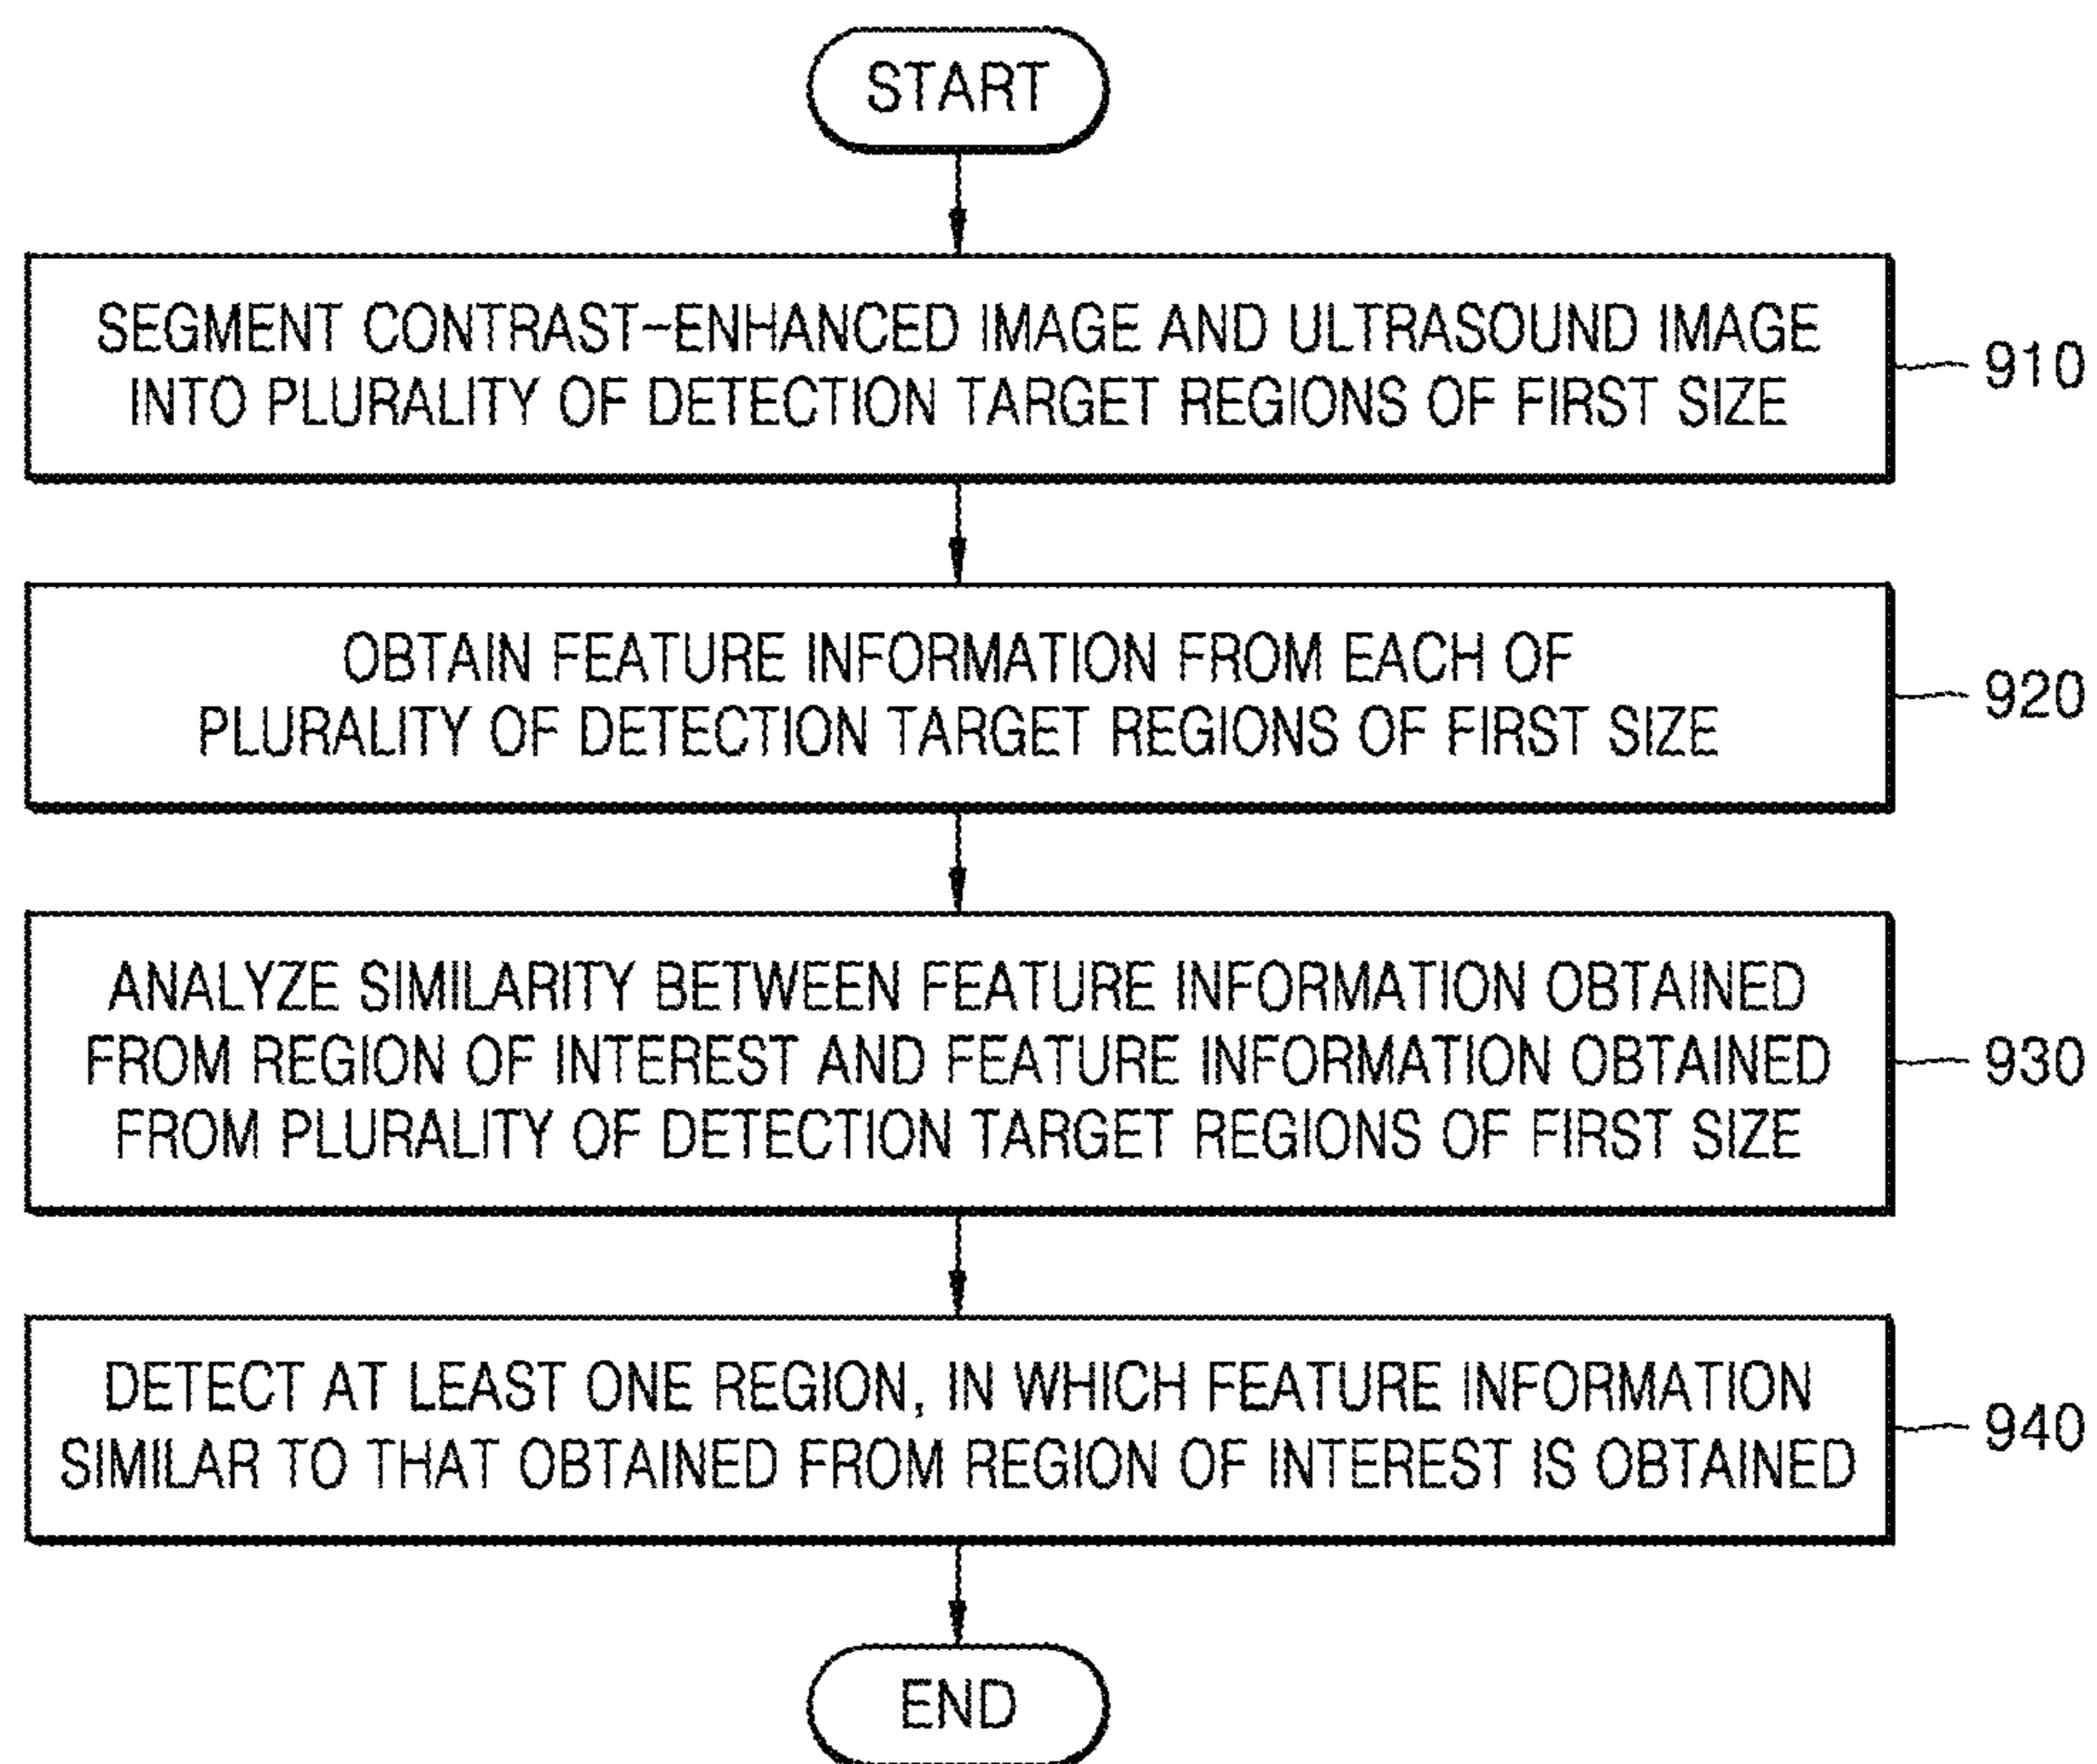 START
SEGMENT CONTRAST-ENHANCED IMAGE AND ULTRASOUND IMAGE
INTO PLURALITY OF DETECTION TARGET REGIONS OF FIRST SIZE
910
OBTAIN FEATURE INFORMATION FROM EACH OF
PLURALITY OF DETECTION TARGET REGIONS OF FIRST SIZE
920
ANALYZE SIMILARITY BETWEEN FEATURE INFORMATION OBTAINED
FROM REGION OF INTEREST AND FEATURE INFORMATION OBTAINED
FROM PLURALITY OF DETECTION TARGET REGIONS OF FIRST SIZE
930
DETECT AT LEAST ONE REGION, IN WHICH FEATURE INFORMATION
SIMILAR TO THAT OBTAINED FROM REGION OF INTEREST IS OBTAINED
940
END